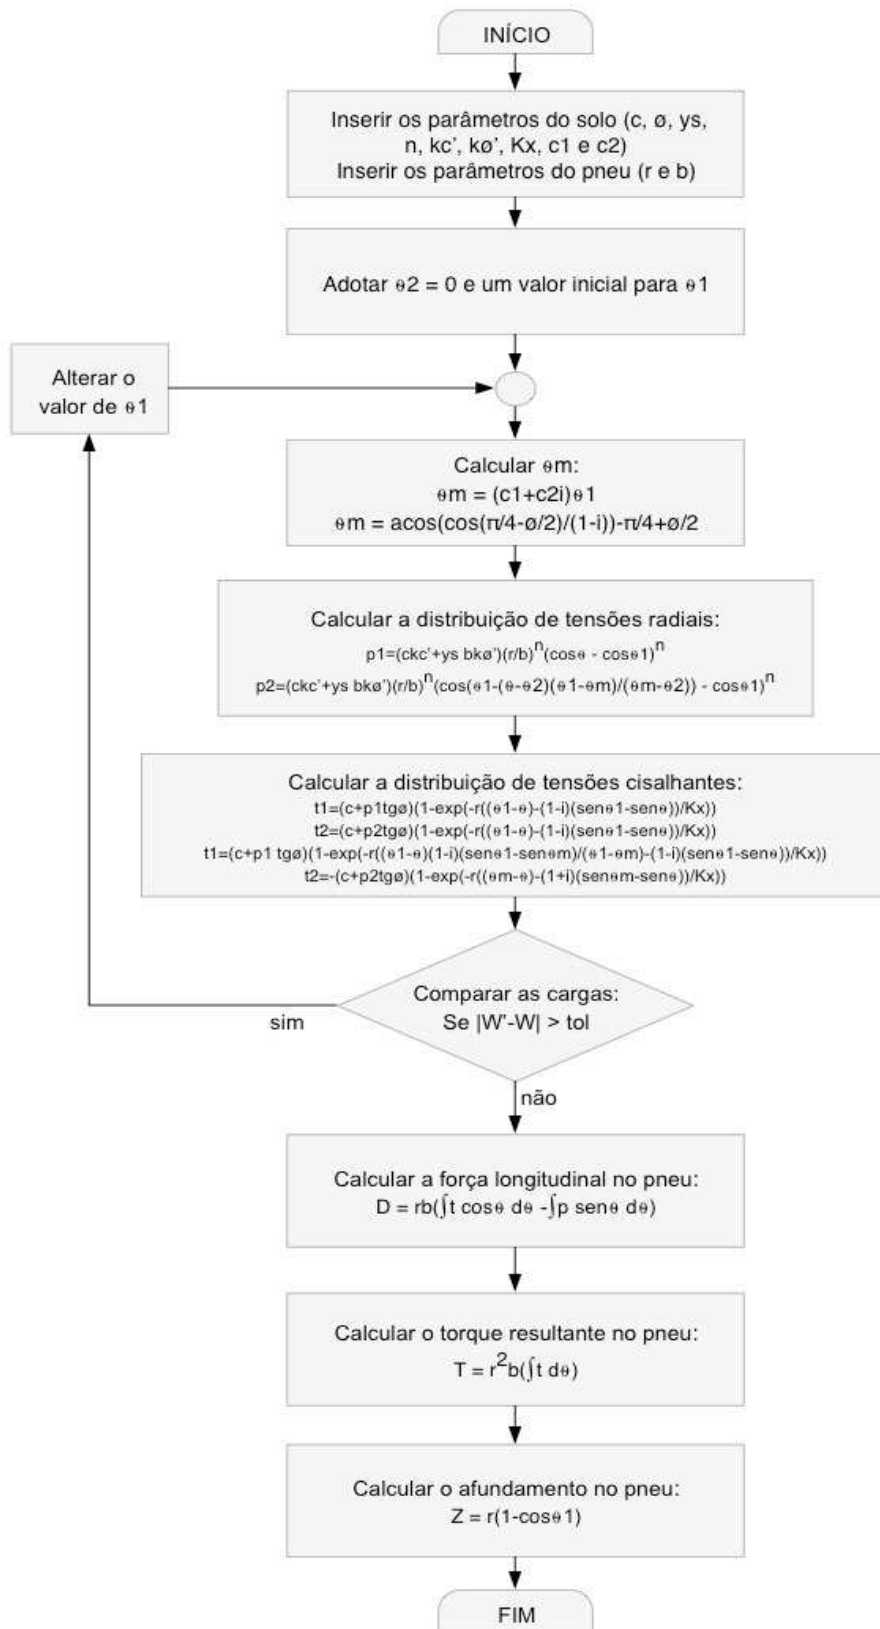 INÍCIO
Inserir os parâmetros do solo (c, ø, ys,
n, kc', kø', Kx, c1 e c2)
Inserir os parâmetros do pneu (r e b)
Adotar θ2 = 0 e um valor inicial para θ1
Alterar o
valor de θ1
Calcular θm:
θm = (c1+c2i)θ1
θm = acos(cos(π/4-ø/2)/(1-i))-π/4+ø/2
Calcular a distribuição de tensões radiais:
p1=(ckc'+ys bkø')(r/b)^n(cosθ - cosθ1)^n
p2=(ckc'+ys bkø')(r/b)^n(cos(θ1-(θ-θ2)(θ1-θm)/(θm-θ2)) - cosθ1)^n
Calcular a distribuição de tensões cisalhantes:
t1=(c+p1tgø)(1-exp(-r((θ1-θ)-(1-i)(senθ1-senθ))/Kx))
t2=(c+p2tgø)(1-exp(-r((θ1-θ)-(1-i)(senθ1-senθ))/Kx))
t1=(c+p1 tgø)(1-exp(-r((θ1-θ)(1-i)(senθ1-senθm)/(θ1-θm)-(1-i)(senθ1-senθ))/Kx))
t2=-(c+p2tgø)(1-exp(-r((θm-θ)-(1+i)(senθm-senθ))/Kx))
Comparar as cargas:
Se |W'-W| > tol
sim
não
Calcular a força longitudinal no pneu:
D = rb(∫t cosθ dθ -∫p senθ dθ)
Calcular o torque resultante no pneu:
T = r^2b(∫t dθ)
Calcular o afundamento no pneu:
Z = r(1-cosθ1)
FIM